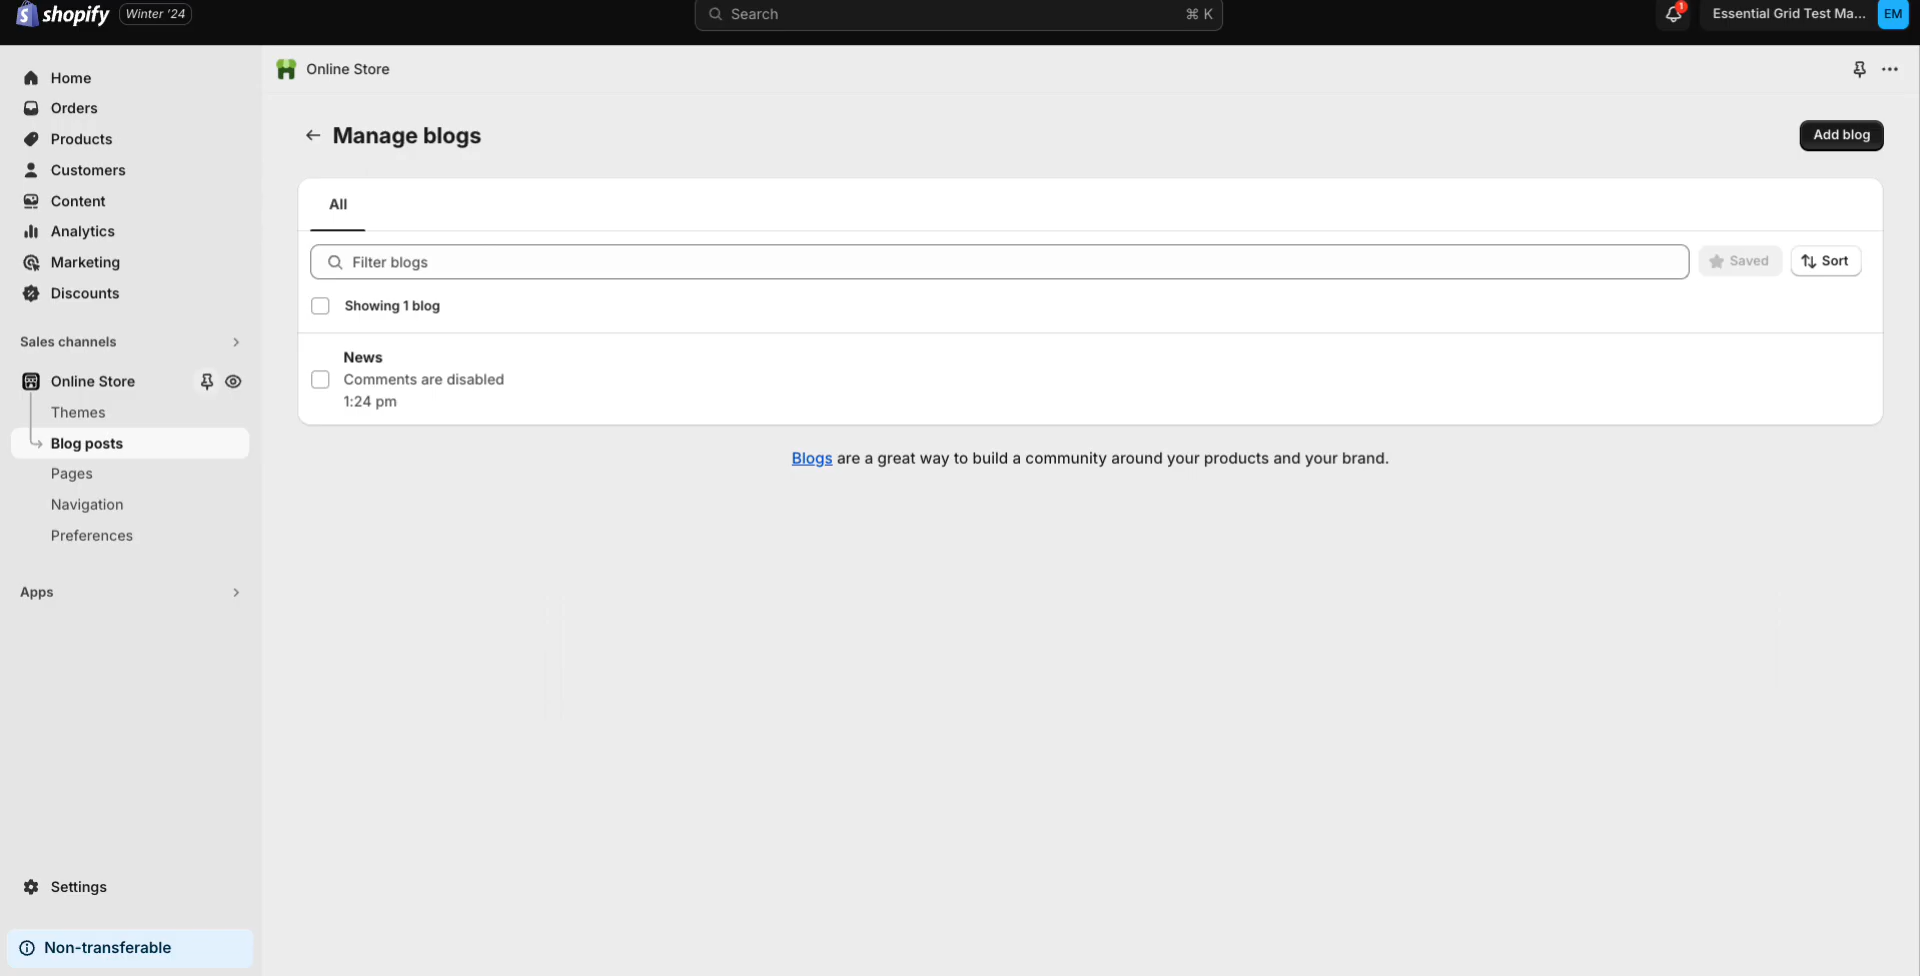 shopify Winter '24
Search ⌘ K
1
Essential Grid Test Ma... EM
Home
Orders
Products
Customers
Content
Analytics
Marketing
Discounts
Sales channels
Online Store
Themes
Blog posts
Pages
Navigation
Preferences
Apps
Settings
Non-transferable
Online Store
Manage blogs
Add blog
All
Filter blogs
Saved
Sort
Showing 1 blog
News
Comments are disabled
1:24 pm
Blogs are a great way to build a community around your products and your brand.